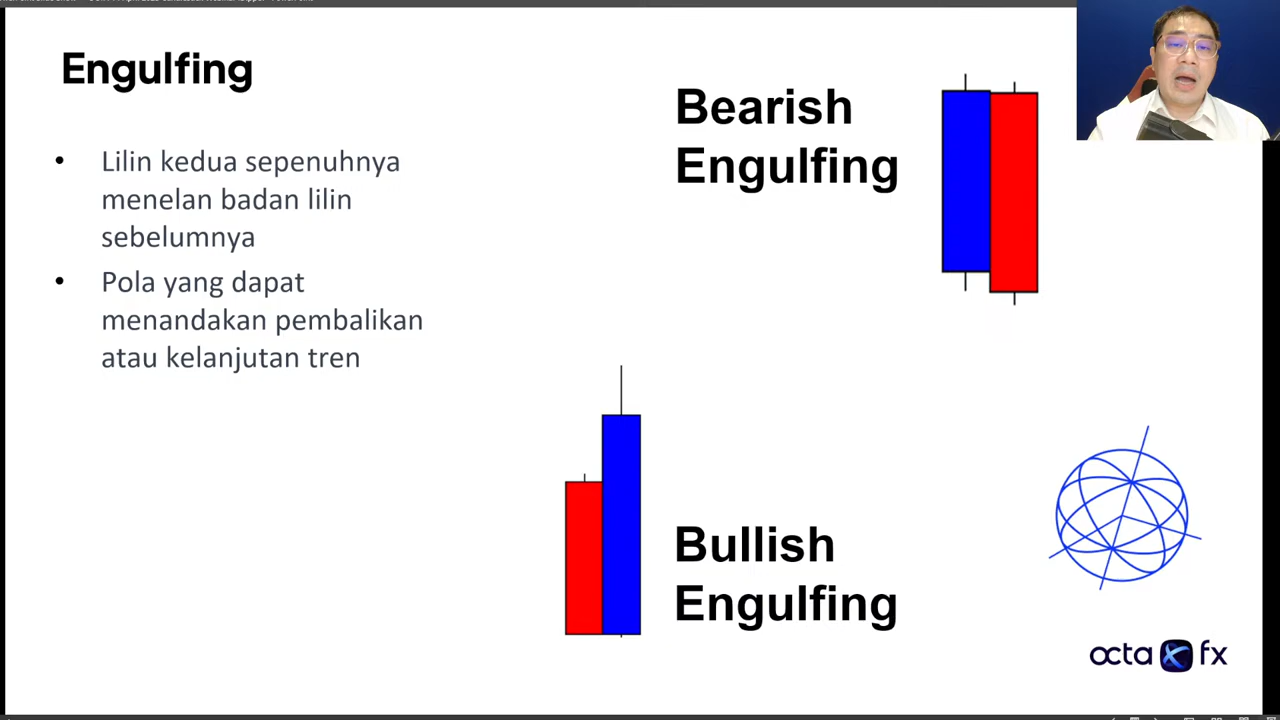 Engulfing
• Lilin kedua sepenuhnya
menelan badan lilin
sebelumnya
• Pola yang dapat
menandakan pembalikan
atau kelanjutan tren
Bearish
Engulfing
Bullish
Engulfing
octa fx